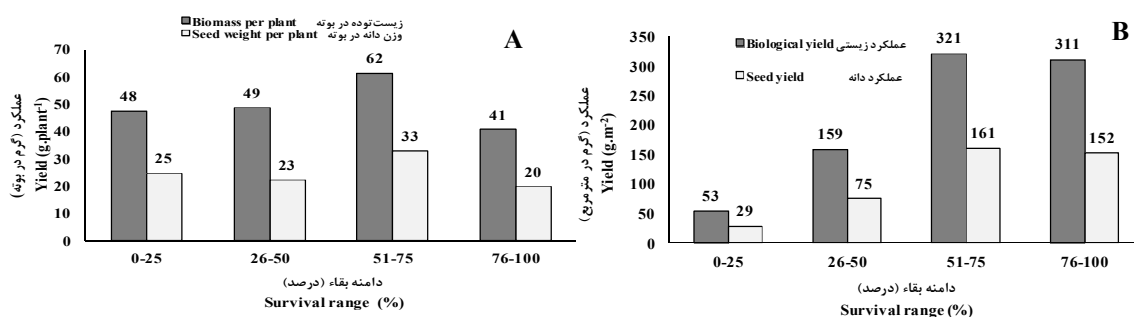 Biomass per plant زیست‌توده در بوته
Seed weight per plant وزن دانه در بوته
A
عملکرد (گرم در بوته)
Yield (g.plant-1)
70
60
50
40
30
20
10
0
48
25
49
23
62
33
41
20
0-25 26-50 51-75 76-100
دامنه بقاء (درصد)
Survival range (%)
B
Biological yield عملکرد زیستی
Seed yield عملکرد دانه
عملکرد (گرم در مترمربع)
Yield (g.m-2)
350
300
250
200
150
100
50
0
53
29
159
75
321
161
311
152
0-25 26-50 51-75 76-100
دامنه بقاء (درصد)
Survival range (%)